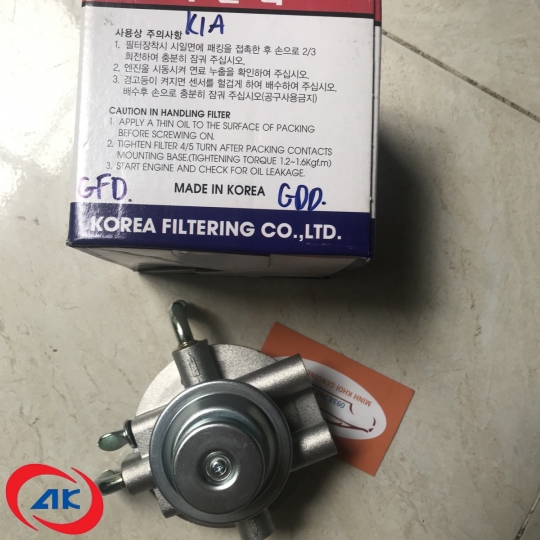 KIA
사용상 주의사항
1. 필터장착시 시일면에 패킹을 접촉한 후 손으로 2/3
회전하여 충분히 잠궈 주십시오.
2. 엔진을 시동시켜 연료 누출을 확인하여 주십시오.
3. 경고등이 켜지면 센서를 헐겁게 하여 배수하여 주십시오.
배수후 손으로 충분히 잠궈 주십시오(공구사용금지)
CAUTION IN HANDLING FILTER
1. APPLY A THIN OIL TO THE SURFACE OF PACKING
BEFORE SCREWING ON.
2. TIGHTEN FILTER 4/5 TURN AFTER PACKING CONTACTS
MOUNTING BASE.(TIGHTENING TORQUE 1.2~1.6Kgf.m)
3. START ENGINE AND CHECK FOR OIL LEAKAGE.
GFD.
MADE IN KOREA
GDD.
KOREA FILTERING CO.,LTD.
MINH KHOI
AK